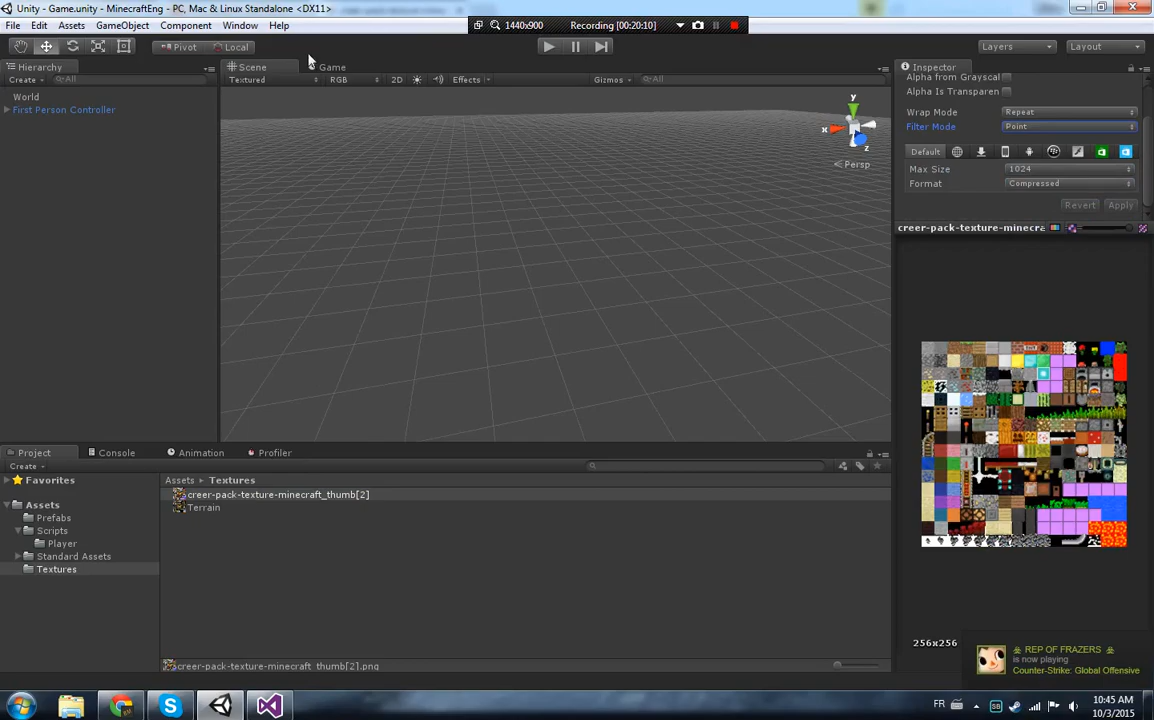 Unity - Game.unity - MinecraftEng - PC, Mac & Linux Standalone <DX11>
1440x900 Recording [00:20:10]
File Edit Assets GameObject Component Window Help
Pivot Local Layers Layout
Hierarchy Scene Game Inspector
Create All Textured RGB 2D Effects Gizmos All
World
First Person Controller
y
x
z
Persp
Alpha from Grayscal
Alpha Is Transparen
Wrap Mode Repeat
Filter Mode Point
Default
Max Size 1024
Format Compressed
Revert Apply
creer-pack-texture-minecra
256x256
Project Console Animation Profiler
Create
Favorites
Assets
Prefabs
Scripts
Player
Standard Assets
Textures
Assets Textures
creer-pack-texture-minecraft_thumb[2]
Terrain
creer-pack-texture-minecraft_thumb[2].png
REP OF FRAZERS
is now playing
Counter-Strike: Global Offensive
FR
10:45 AM
10/3/2015